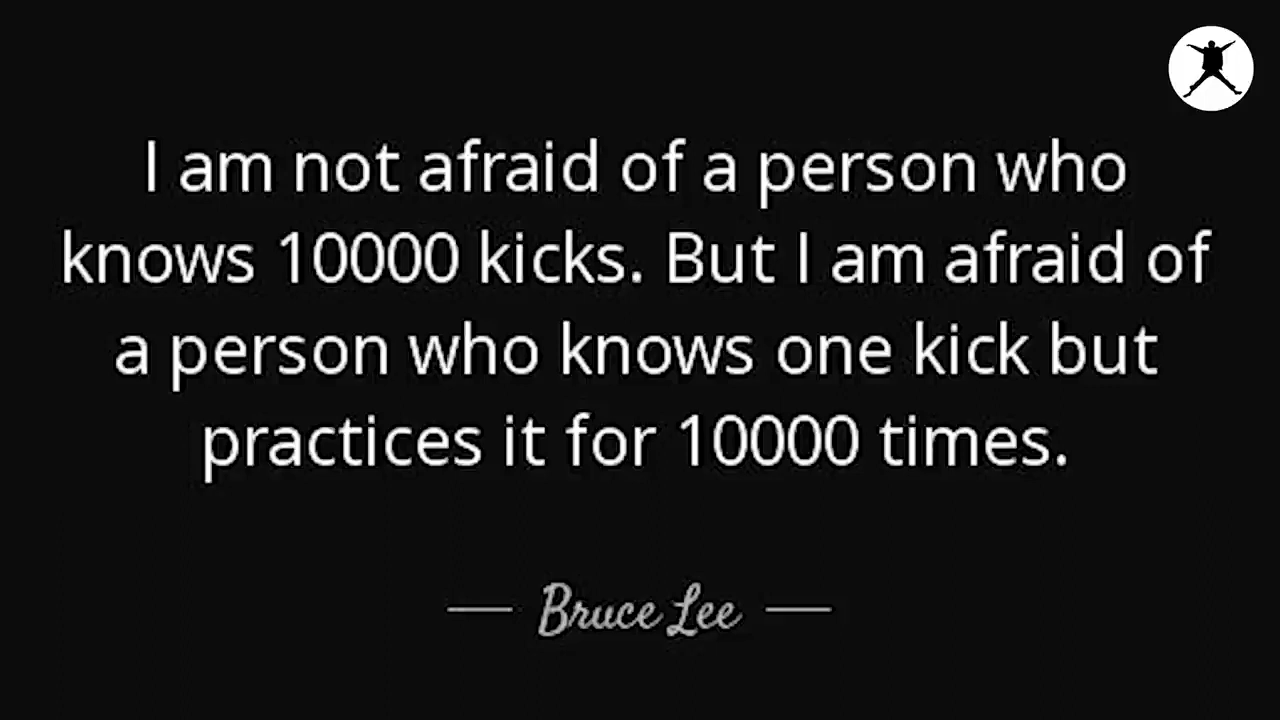 I am not afraid of a person who
knows 10000 kicks. But I am afraid of
a person who knows one kick but
practices it for 10000 times.
Bruce Lee